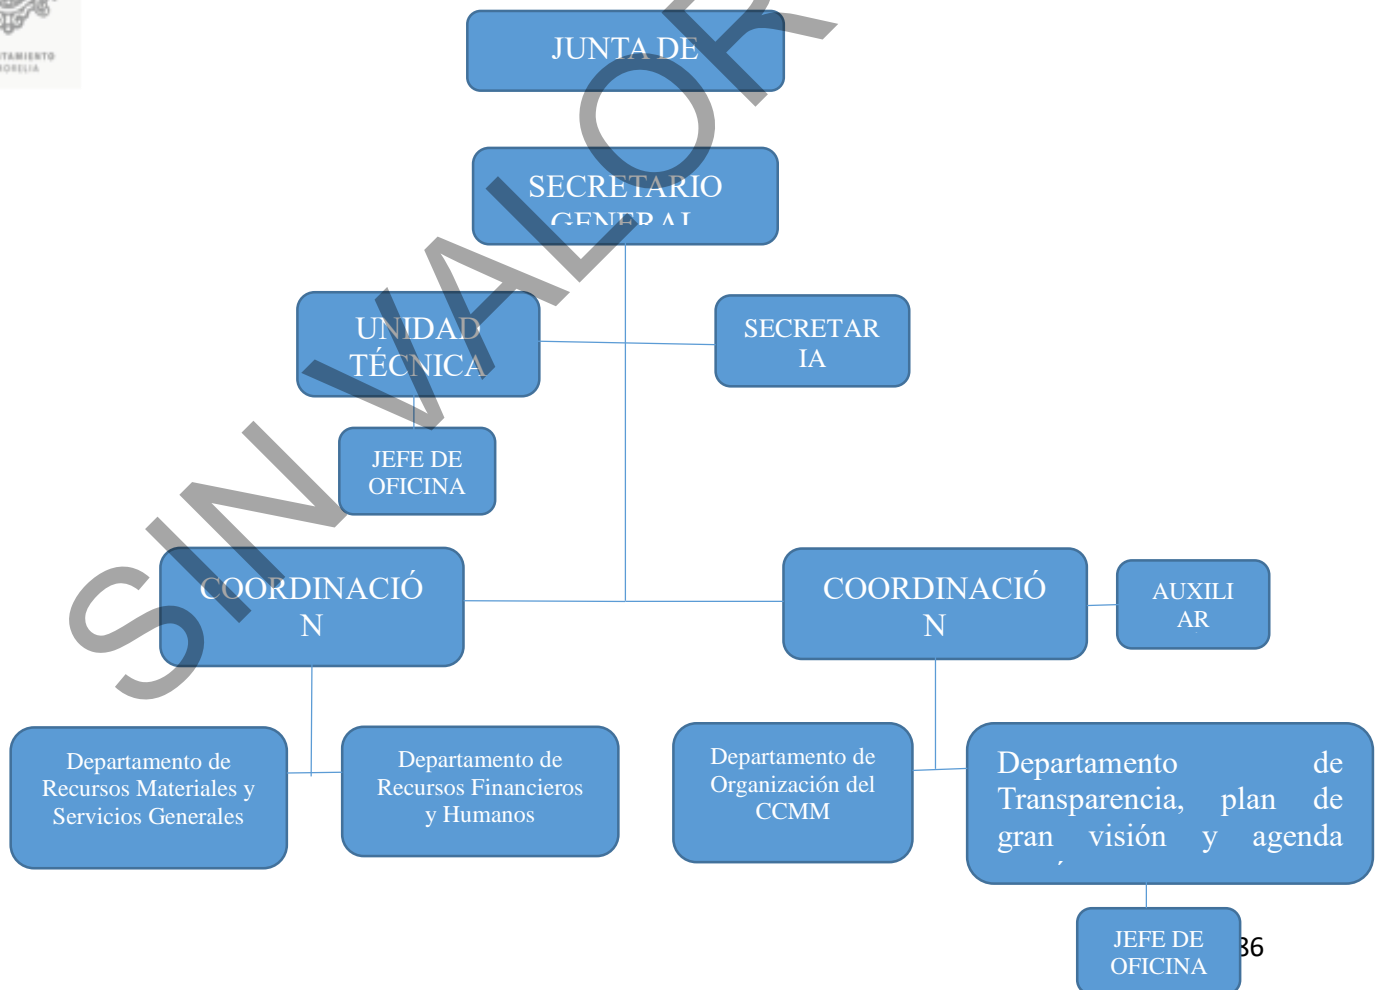 JUNTA DE
SECRETARIO
GENERAL
UNIDAD
TÉCNICA
SECRETAR
IA
JEFE DE
OFICINA
COORDINACIÓ
N
COORDINACIÓ
N
AUXILI
AR
Departamento de
Recursos Materiales y
Servicios Generales
Departamento de
Recursos Financieros
y Humanos
Departamento de
Organización del
CCMM
Departamento de
Transparencia, plan de
gran visión y agenda
JEFE DE
OFICINA
36
SIN VALOR